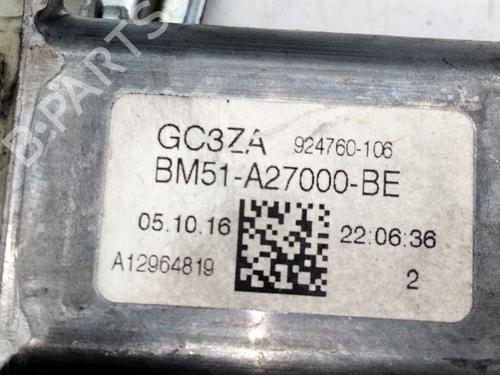 B-PARTS
GC3ZA 924760-106
BM51-A27000-BE
05.10.16 22:06:36
A12964819 2